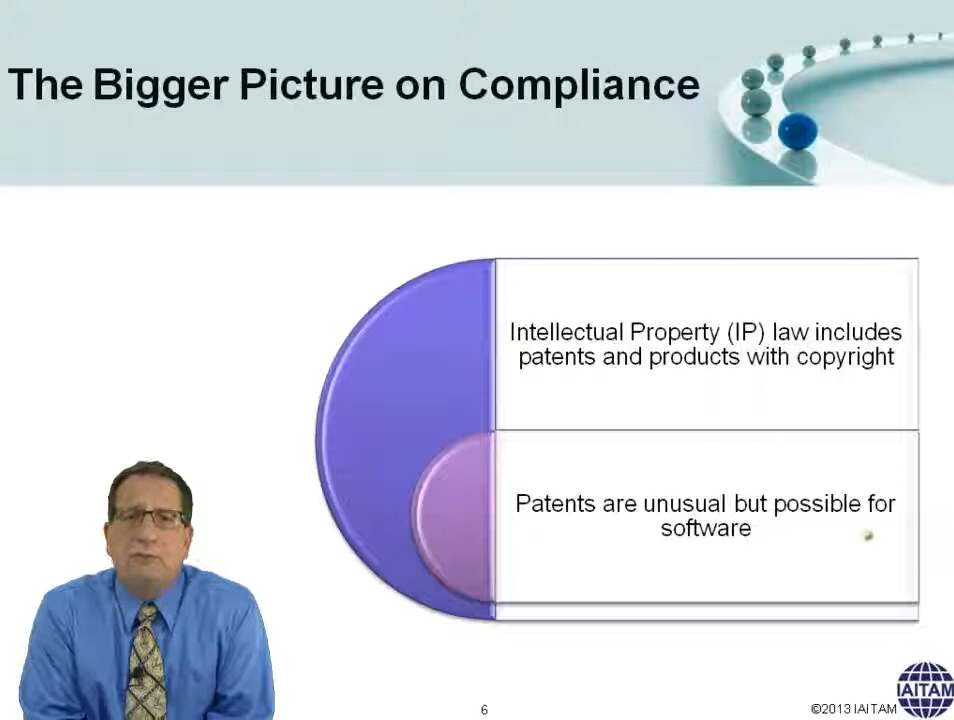 The Bigger Picture on Compliance
Intellectual Property (IP) law includes
patents and products with copyright
Patents are unusual but possible for
software
6
©2013 IAITAM
IAITAM